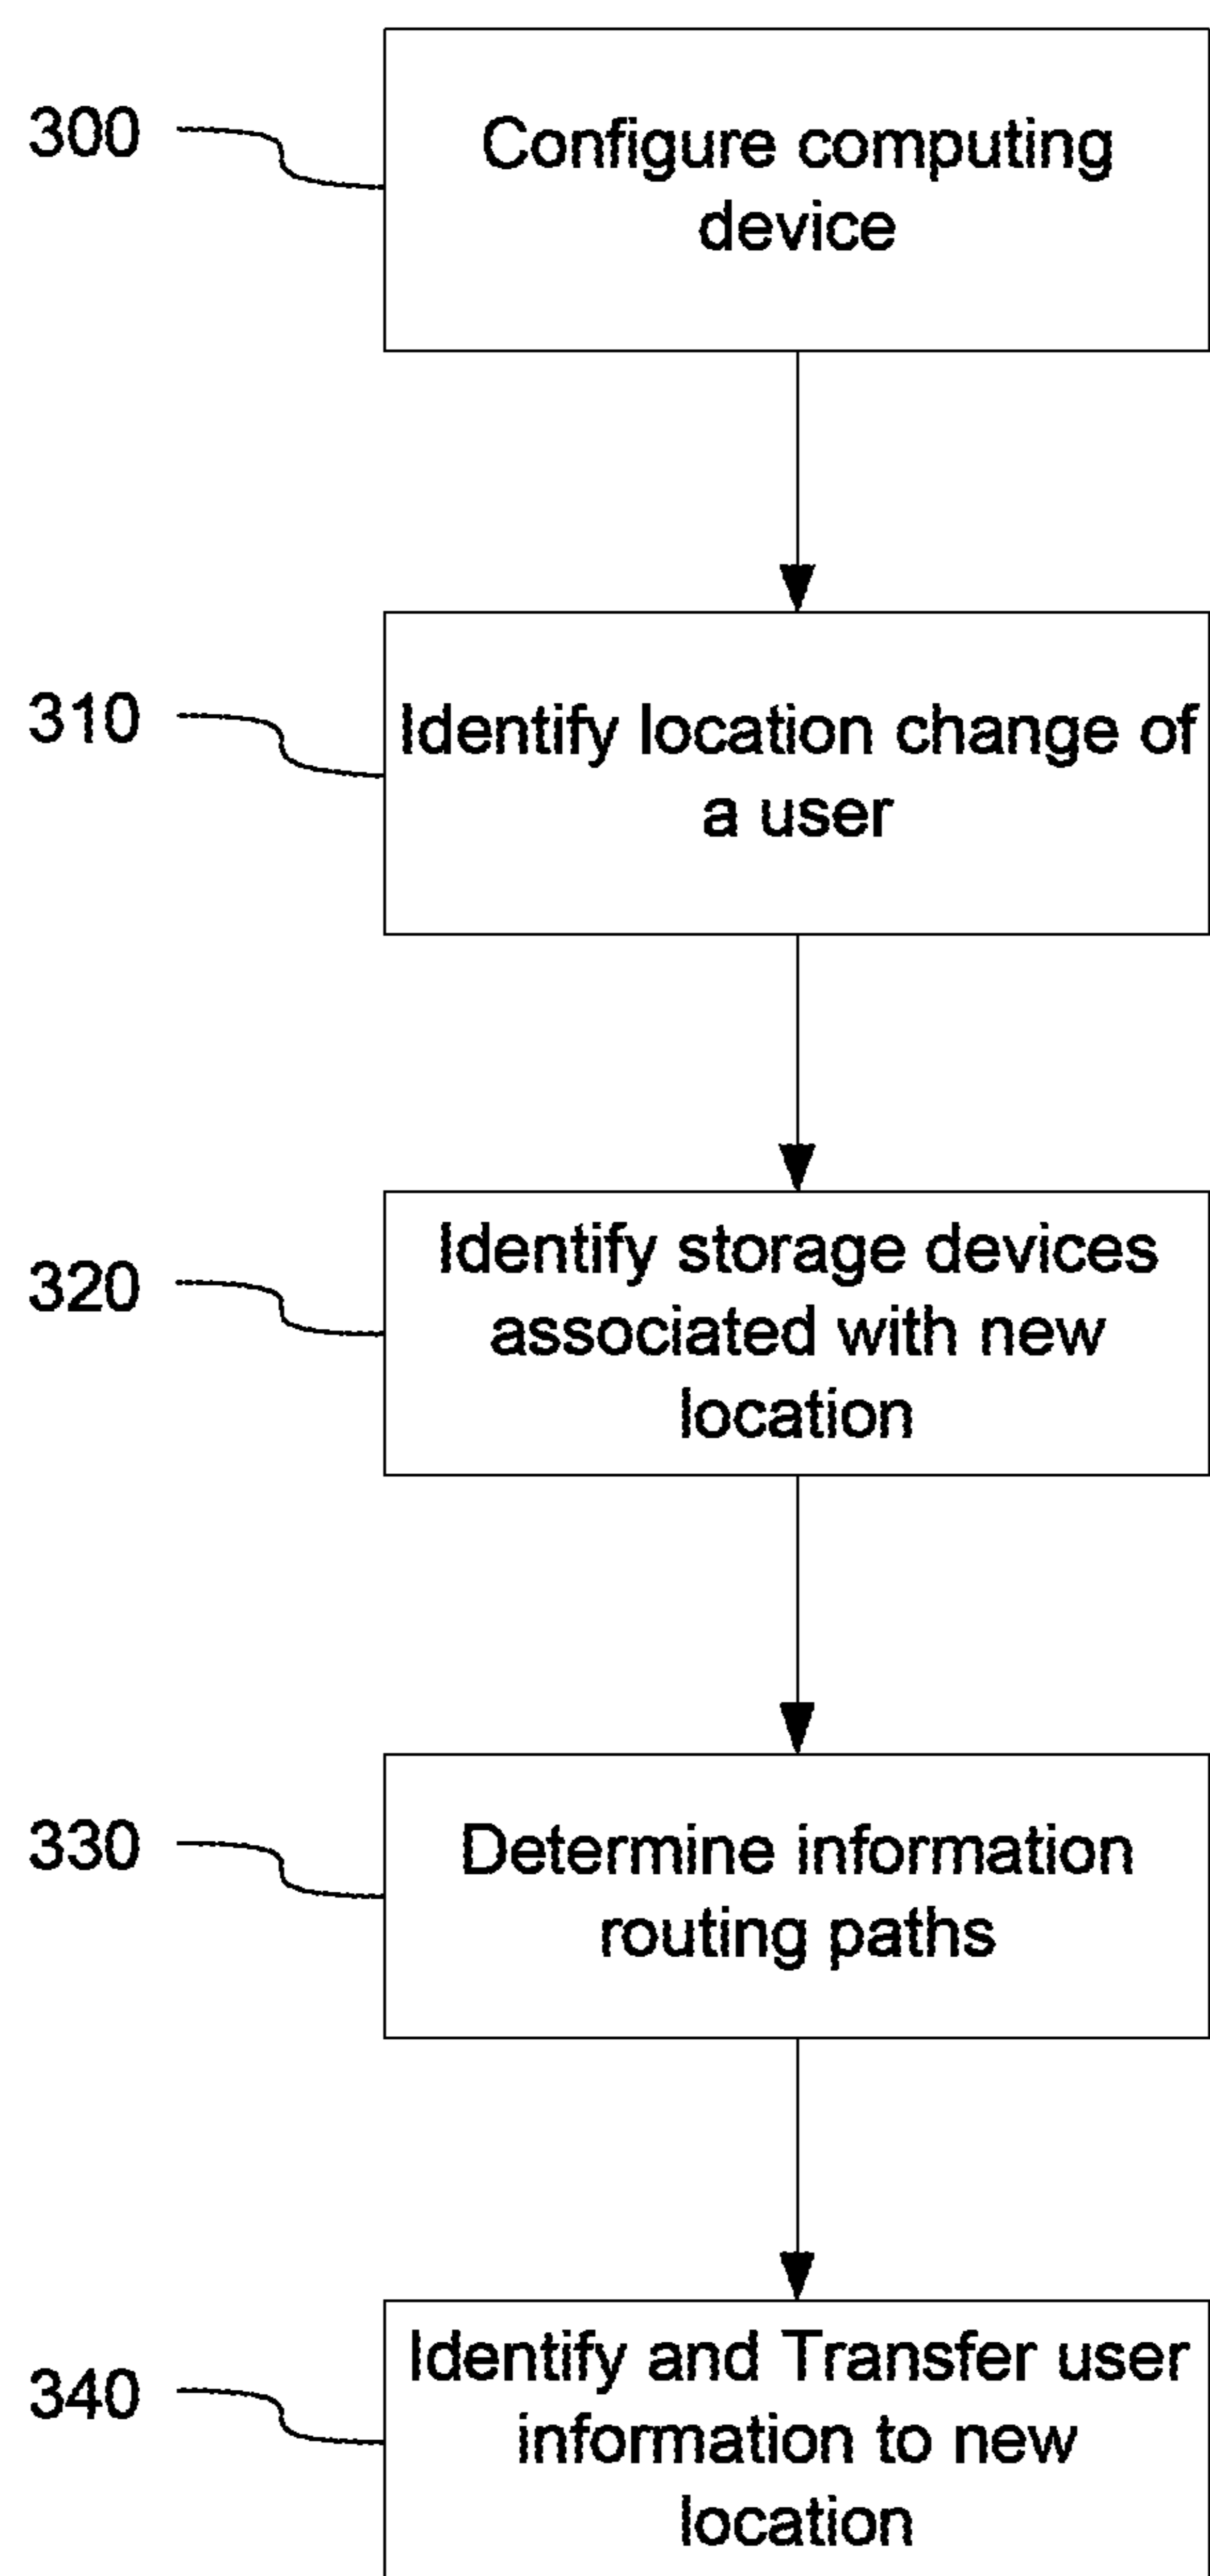 300
Configure computing
device
310
Identify location change of
a user
320
Identify storage devices
associated with new
location
330
Determine information
routing paths
340
Identify and Transfer user
information to new
location